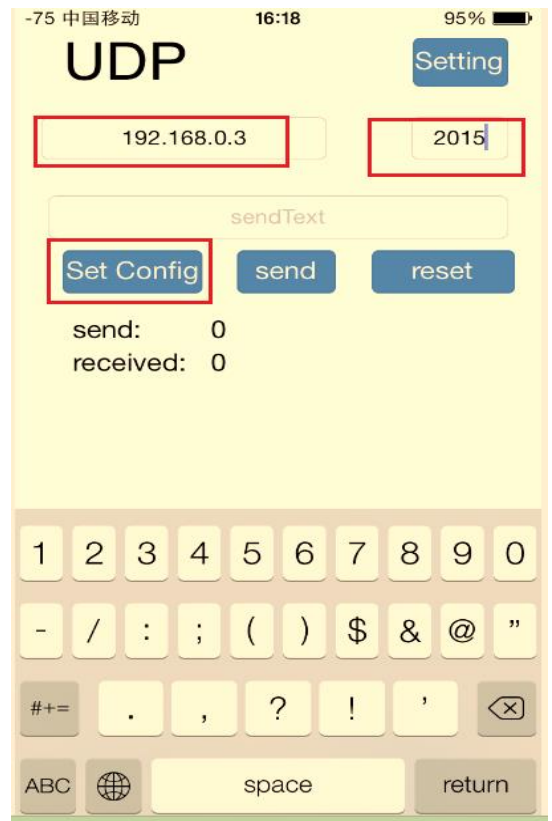 -75 中国移动 16:18 95%
UDP Setting
192.168.0.3 2015
sendText
Set Config send reset
send: 0
received: 0
1 2 3 4 5 6 7 8 9 0
- / : ; ( ) $ & @ ”
#+= . , ? ! ’
ABC space return